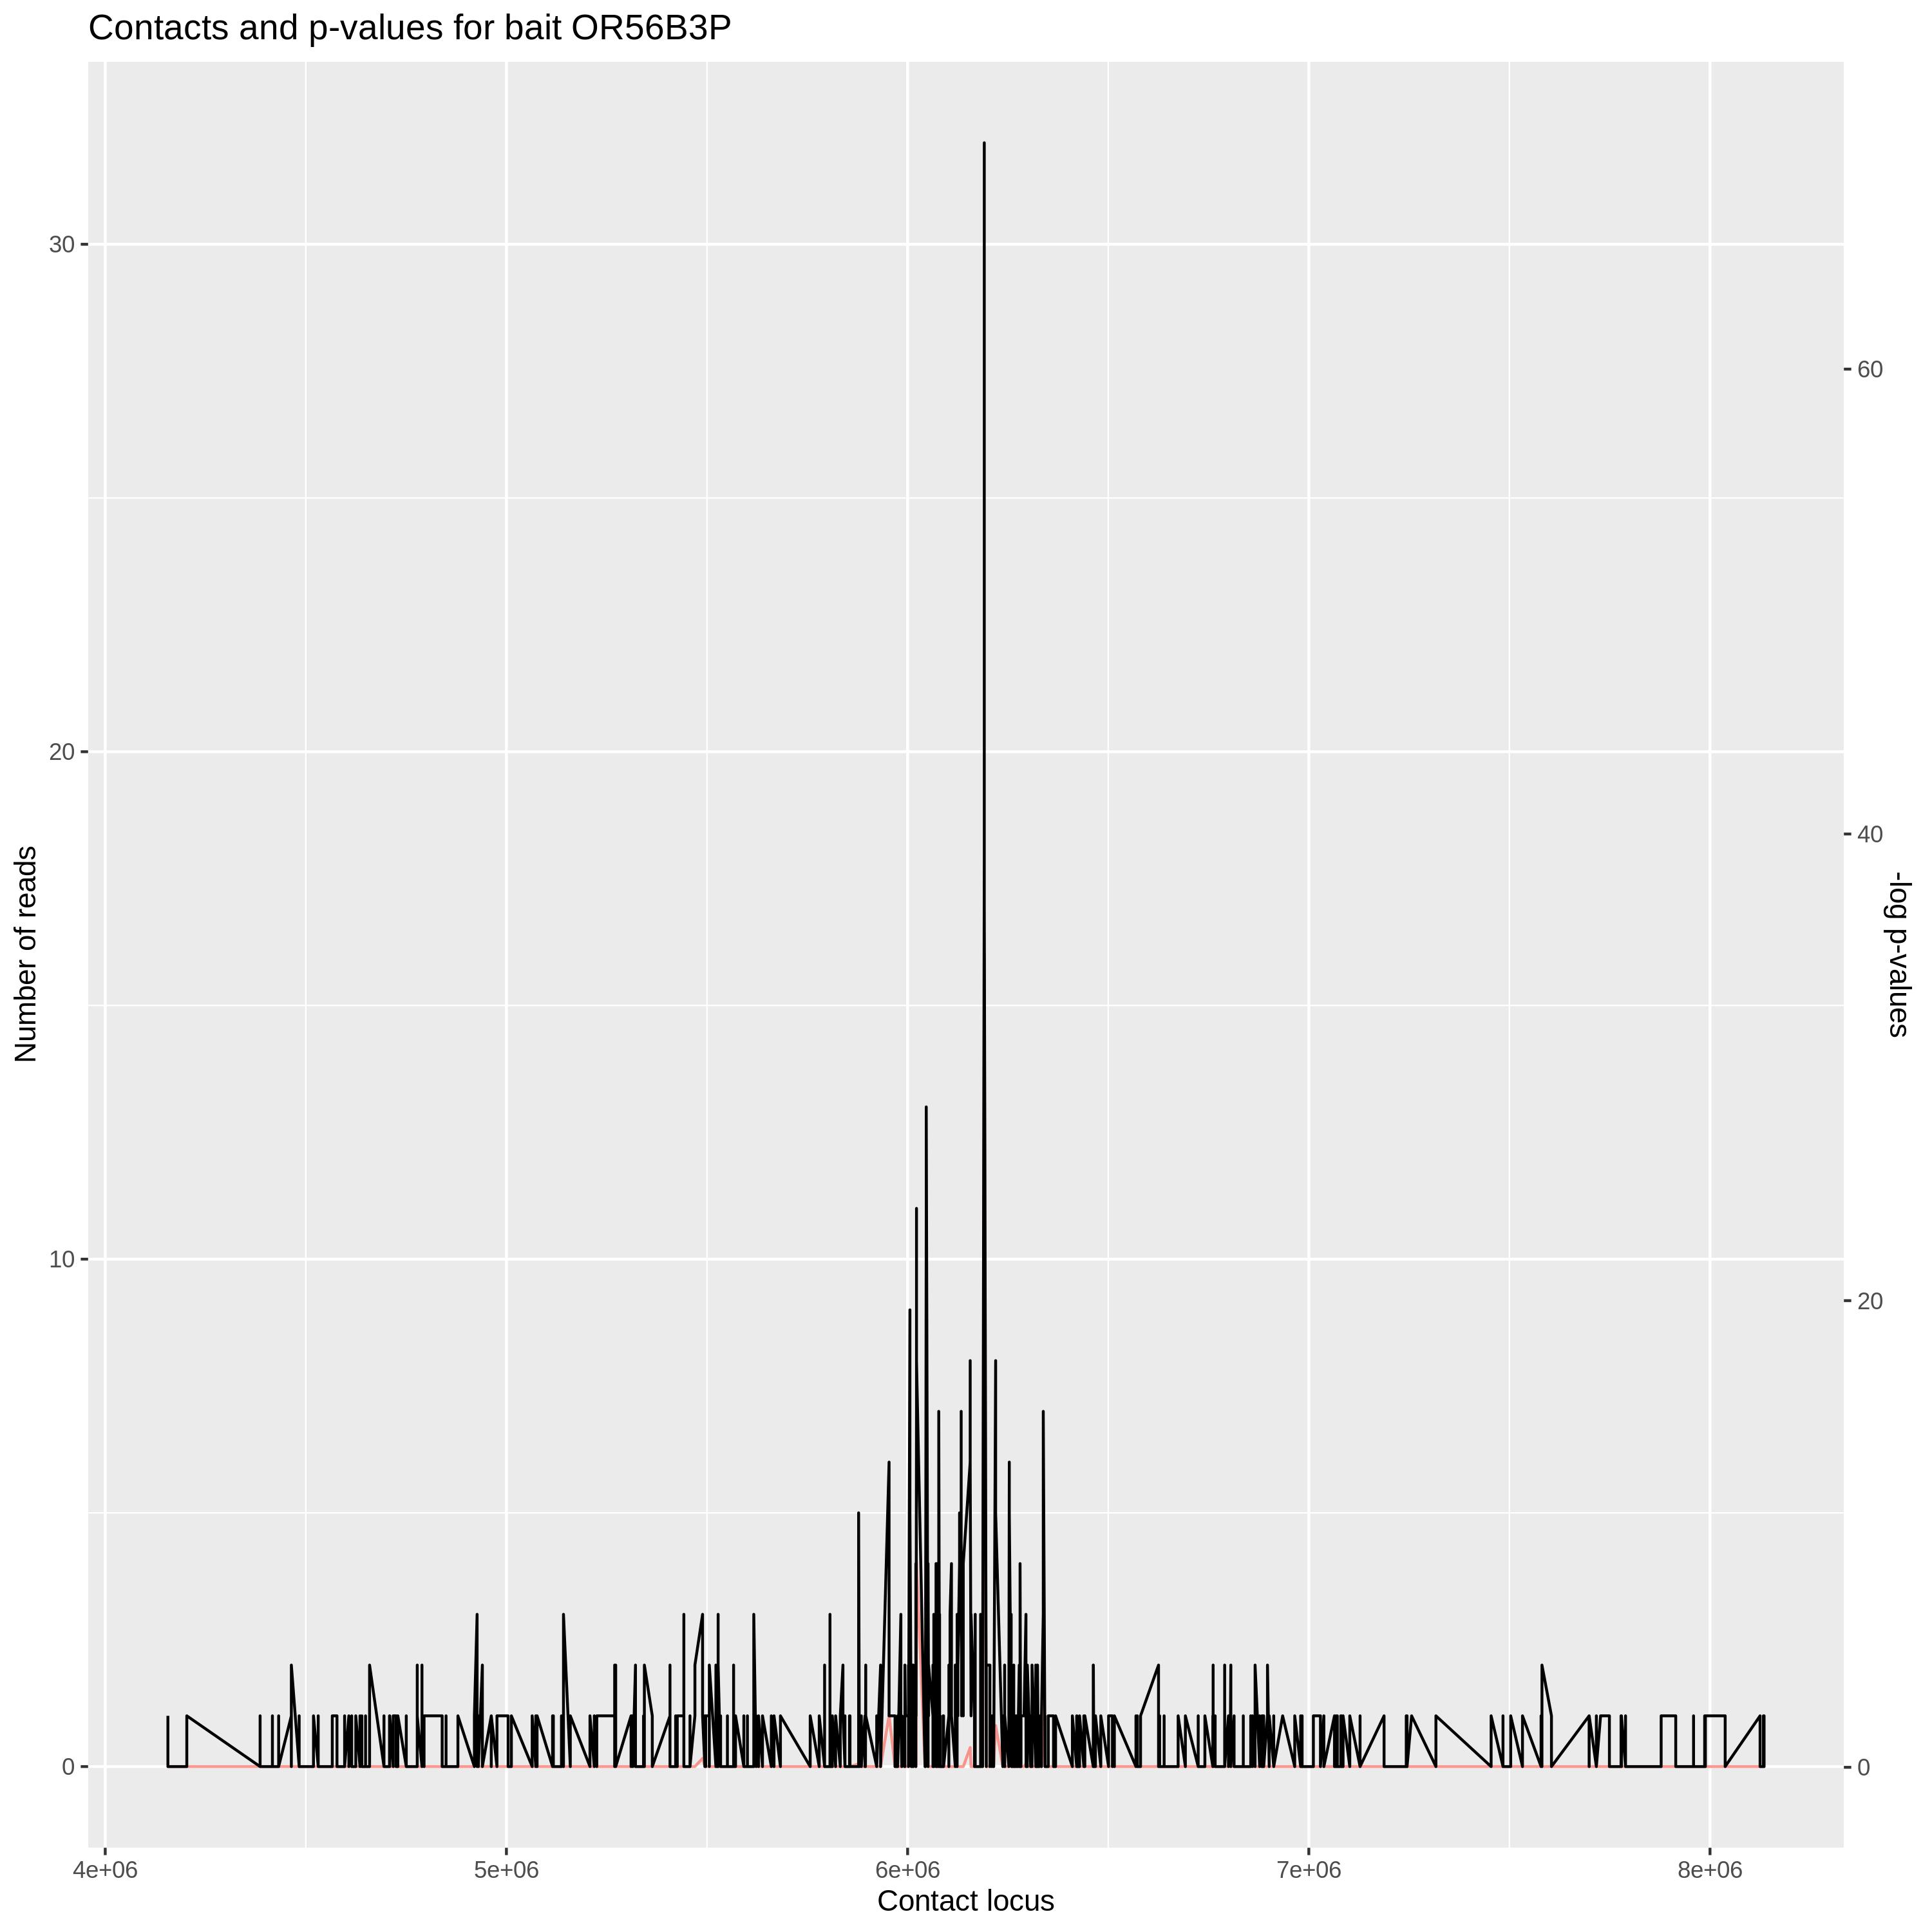 Contacts and p-values for bait OR56B3P
30
20
10
0
60
40
20
0
Number of reads
-log p-values
4e+06 5e+06 6e+06 7e+06 8e+06
Contact locus